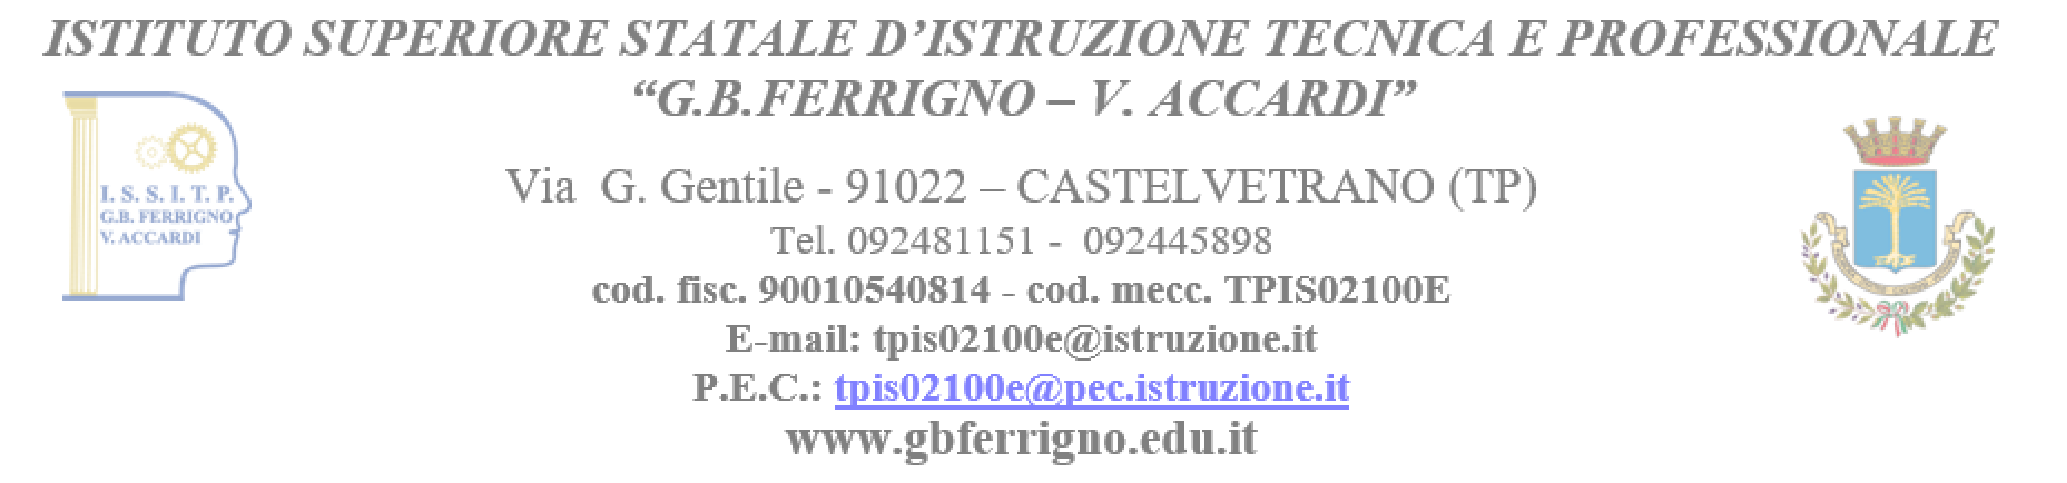 ISTITUTO SUPERIORE STATALE D’ISTRUZIONE TECNICA E PROFESSIONALE
“G.B.FERRIGNO – V. ACCARDI”
I. S. S. I. T. P.
G.B. FERRIGNO
V. ACCARDI
Via G. Gentile - 91022 – CASTELVETRANO (TP)
Tel. 092481151 - 092445898
cod. fisc. 90010540814 - cod. mecc. TPIS02100E
E-mail: tpis02100e@istruzione.it
P.E.C.: tpis02100e@pec.istruzione.it
www.gbferrigno.edu.it